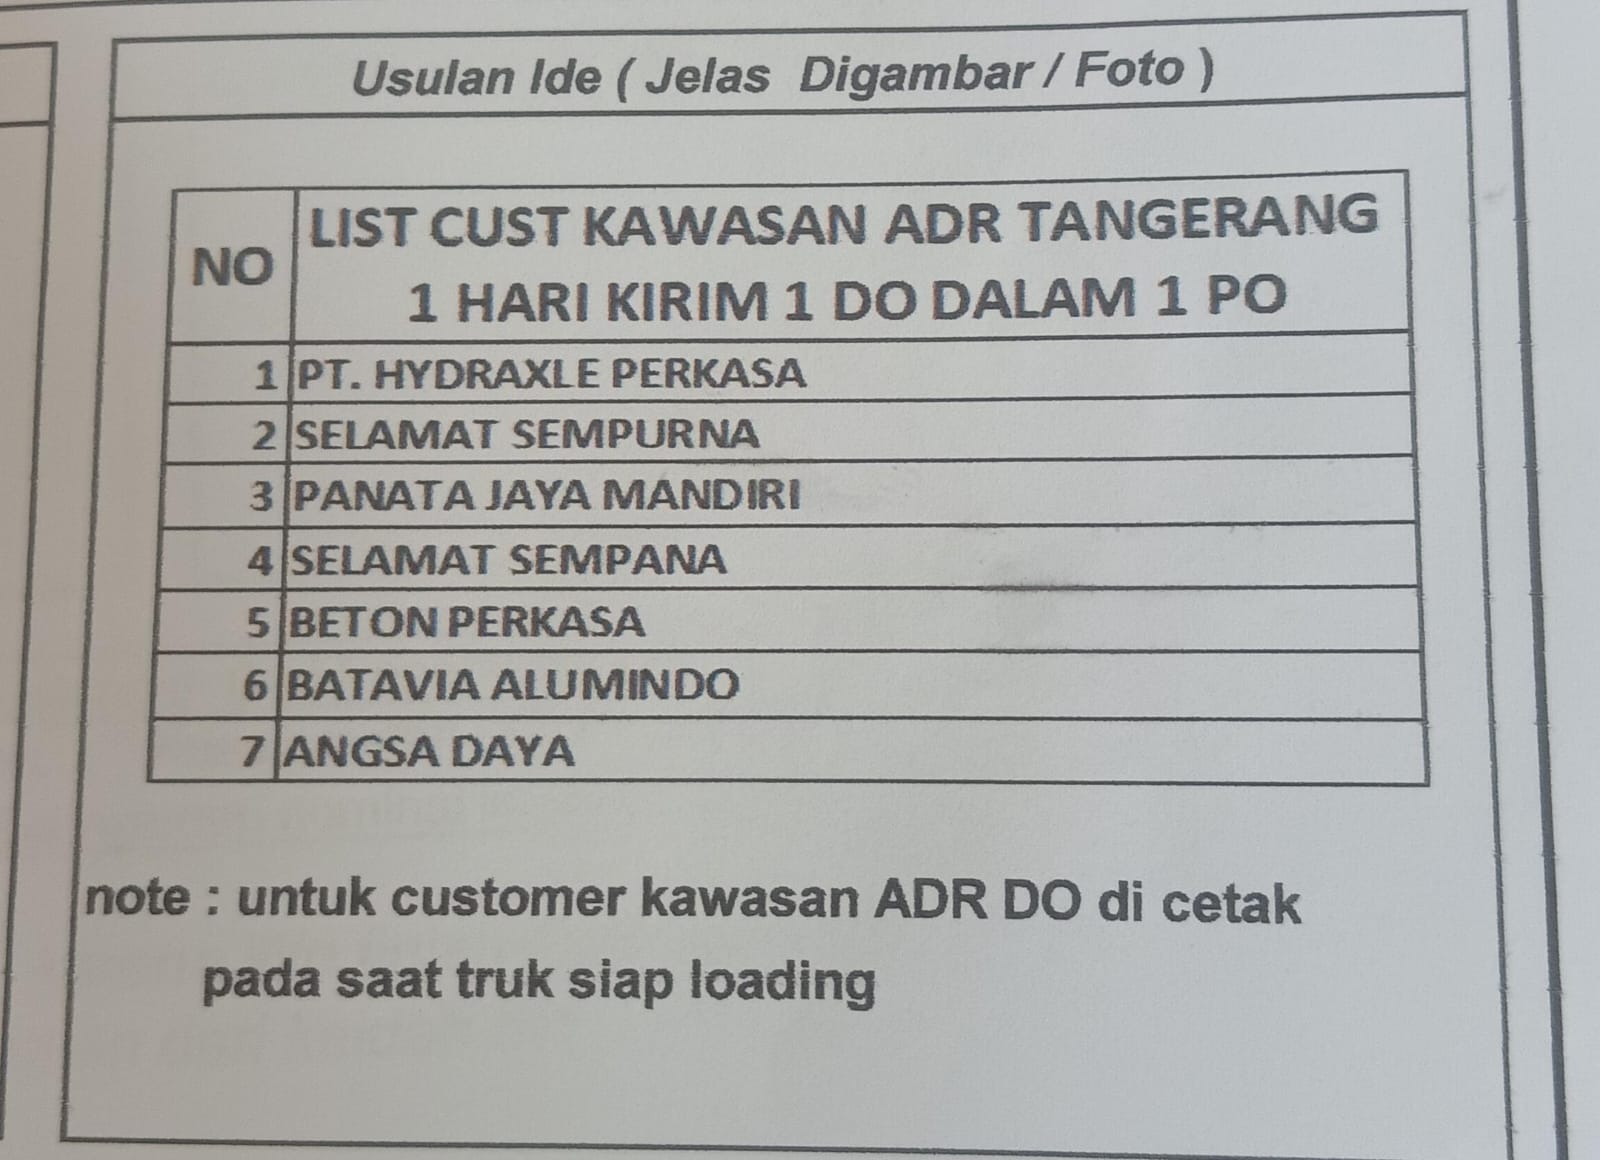 Usulan Ide ( Jelas Digambar / Foto )
NO
LIST CUST KAWASAN ADR TANGERANG
1 HARI KIRIM 1 DO DALAM 1 PO
1 PT. HYDRAXLE PERKASA
2 SELAMAT SEMPURNA
3 PANATA JAYA MANDIRI
4 SELAMAT SEMPANA
5 BETON PERKASA
6 BATAVIA ALUMINDO
7 ANGSA DAYA
note : untuk customer kawasan ADR DO di cetak
pada saat truk siap loading